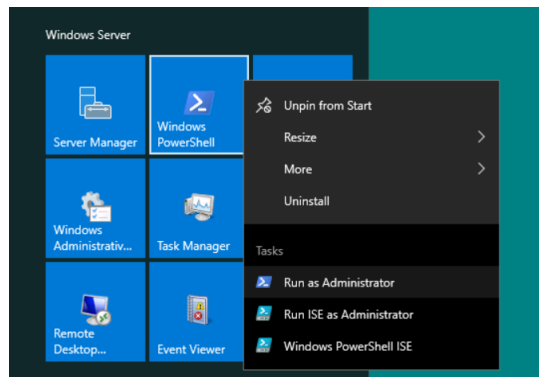 Windows Server
Server Manager
Windows
PowerShell
Windows
Administrativ...
Task Manager
Remote
Desktop...
Event Viewer
Unpin from Start
Resize
More
Uninstall
Tasks
Run as Administrator
Run ISE as Administrator
Windows PowerShell ISE